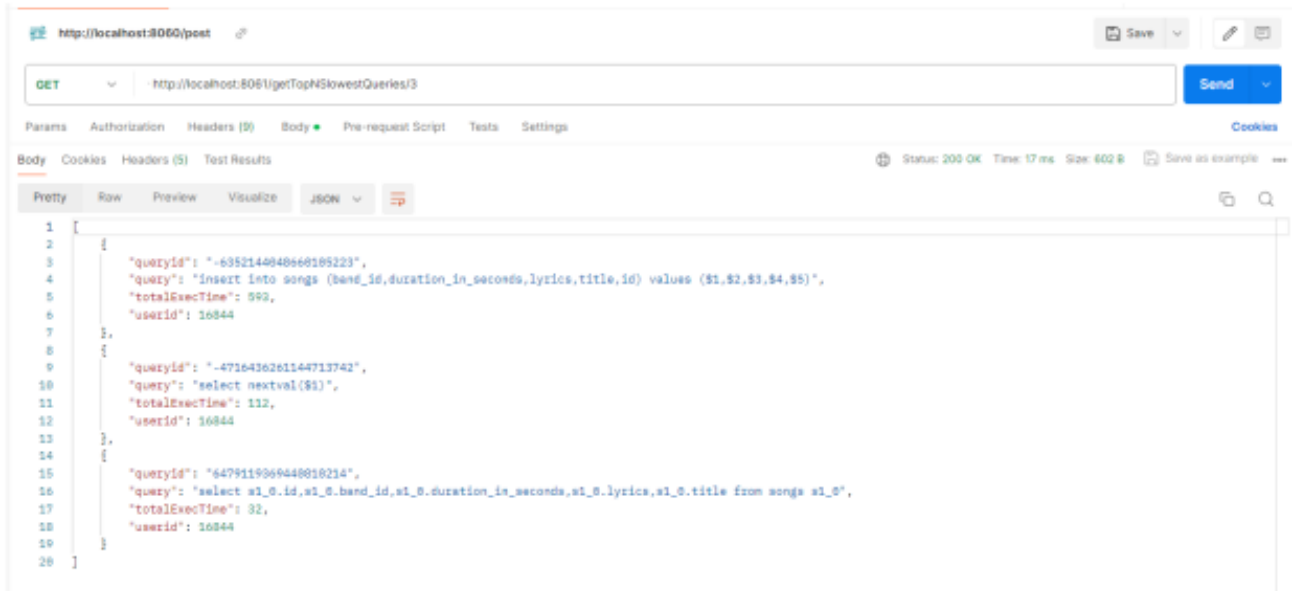 http://localhost:8060/post
Save
GET http://localhost:8061/getTopNSlowestQueries/3
Send
Params Authorization Headers (9) Body Pre-request Script Tests Settings
Cookies
Body Cookies Headers (5) Test Results
Status: 200 OK Time: 17 ms Size: 602 B Save as example
Pretty Raw Preview Visualize JSON
1 [
2 {
3 "queryid": "-6352144848668185223",
4 "query": "insert into songs (band_id,duration_in_seconds,lyrics,title,id) values ($1,$2,$3,$4,$5)",
5 "totalExecTime": 593,
6 "userid": 16844
7 },
8 {
9 "queryid": "-4716436261144713742",
10 "query": "select nextval($1)",
11 "totalExecTime": 112,
12 "userid": 16844
13 },
14 {
15 "queryid": "6479119369448818214",
16 "query": "select s1_0.id,s1_0.band_id,s1_0.duration_in_seconds,s1_0.lyrics,s1_0.title from songs s1_0",
17 "totalExecTime": 32,
18 "userid": 16844
19 }
20 ]